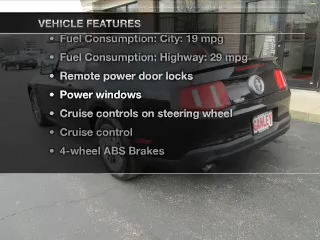 VEHICLE FEATURES
• Fuel Consumption: City: 19 mpg
• Fuel Consumption: Highway: 29 mpg
• Remote power door locks
• Power windows
• Cruise controls on steering wheel
• Cruise control
• 4-wheel ABS Brakes
GANLEY